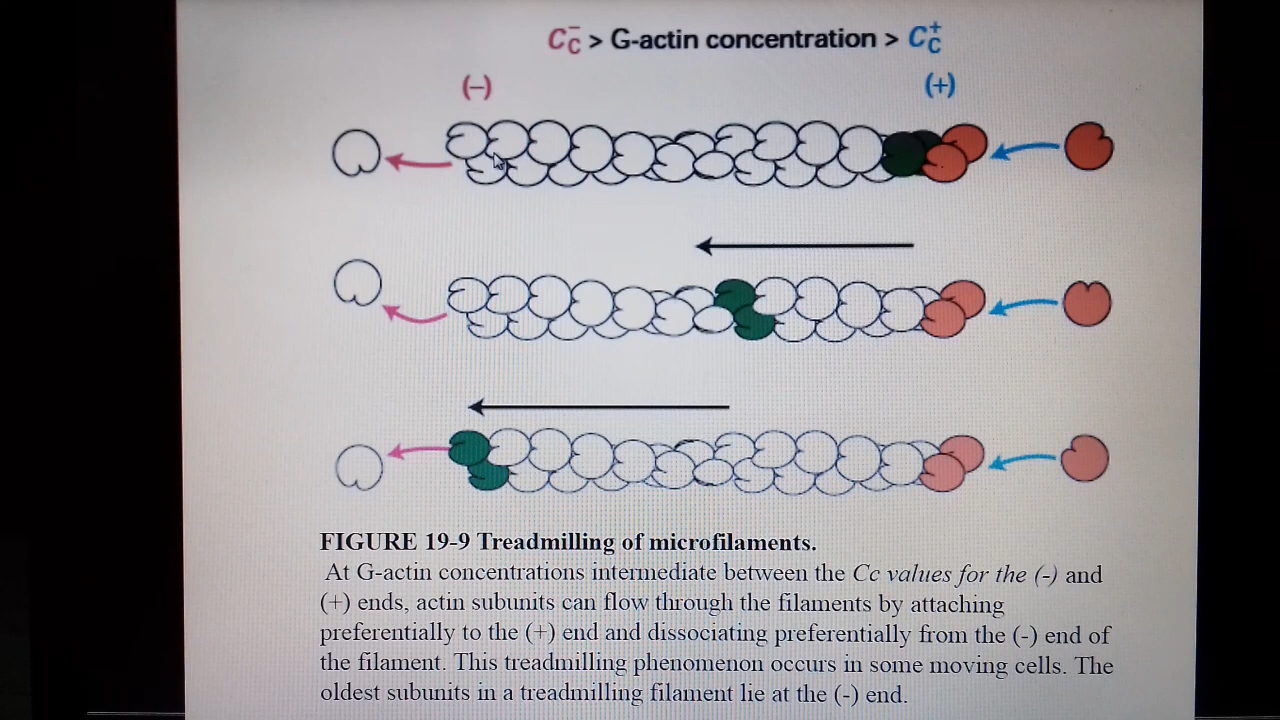 C̄c > G-actin concentration > C⁺c
(–) (+)
FIGURE 19-9 Treadmilling of microfilaments.
At G-actin concentrations intermediate between the Cc values for the (-) and
(+) ends, actin subunits can flow through the filaments by attaching
preferentially to the (+) end and dissociating preferentially from the (-) end of
the filament. This treadmilling phenomenon occurs in some moving cells. The
oldest subunits in a treadmilling filament lie at the (-) end.